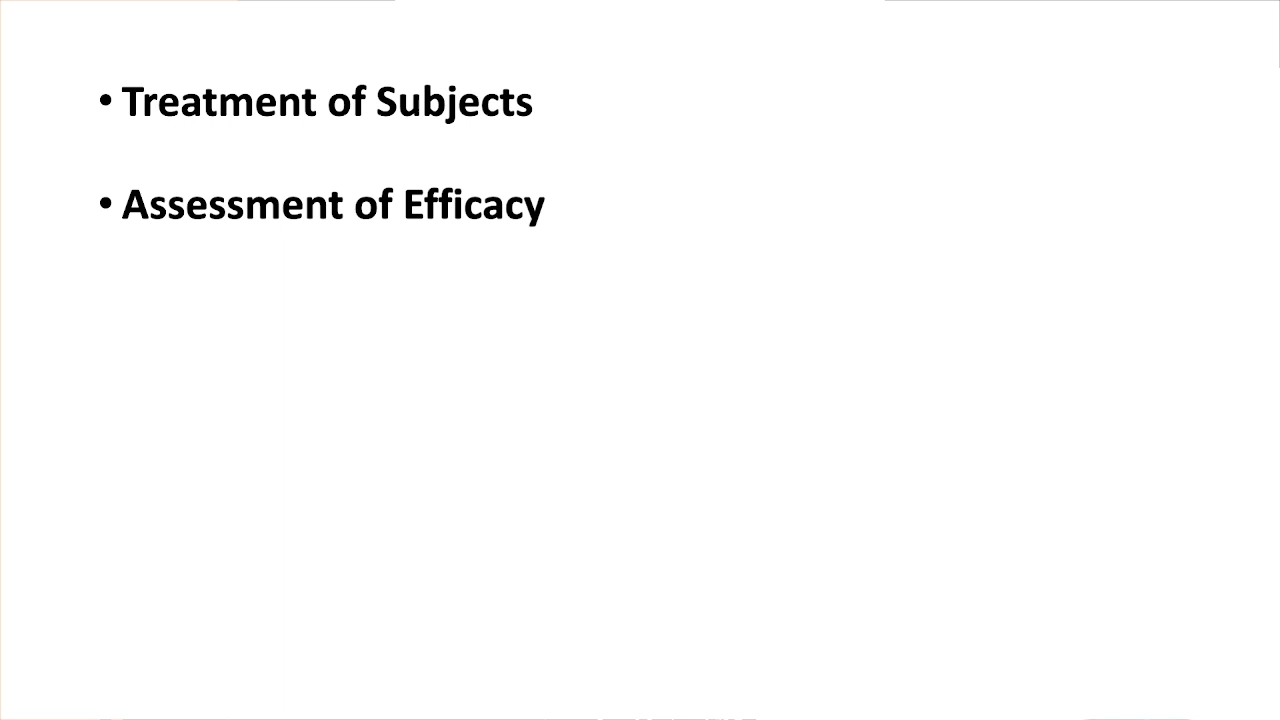 • Treatment of Subjects
• Assessment of Efficacy